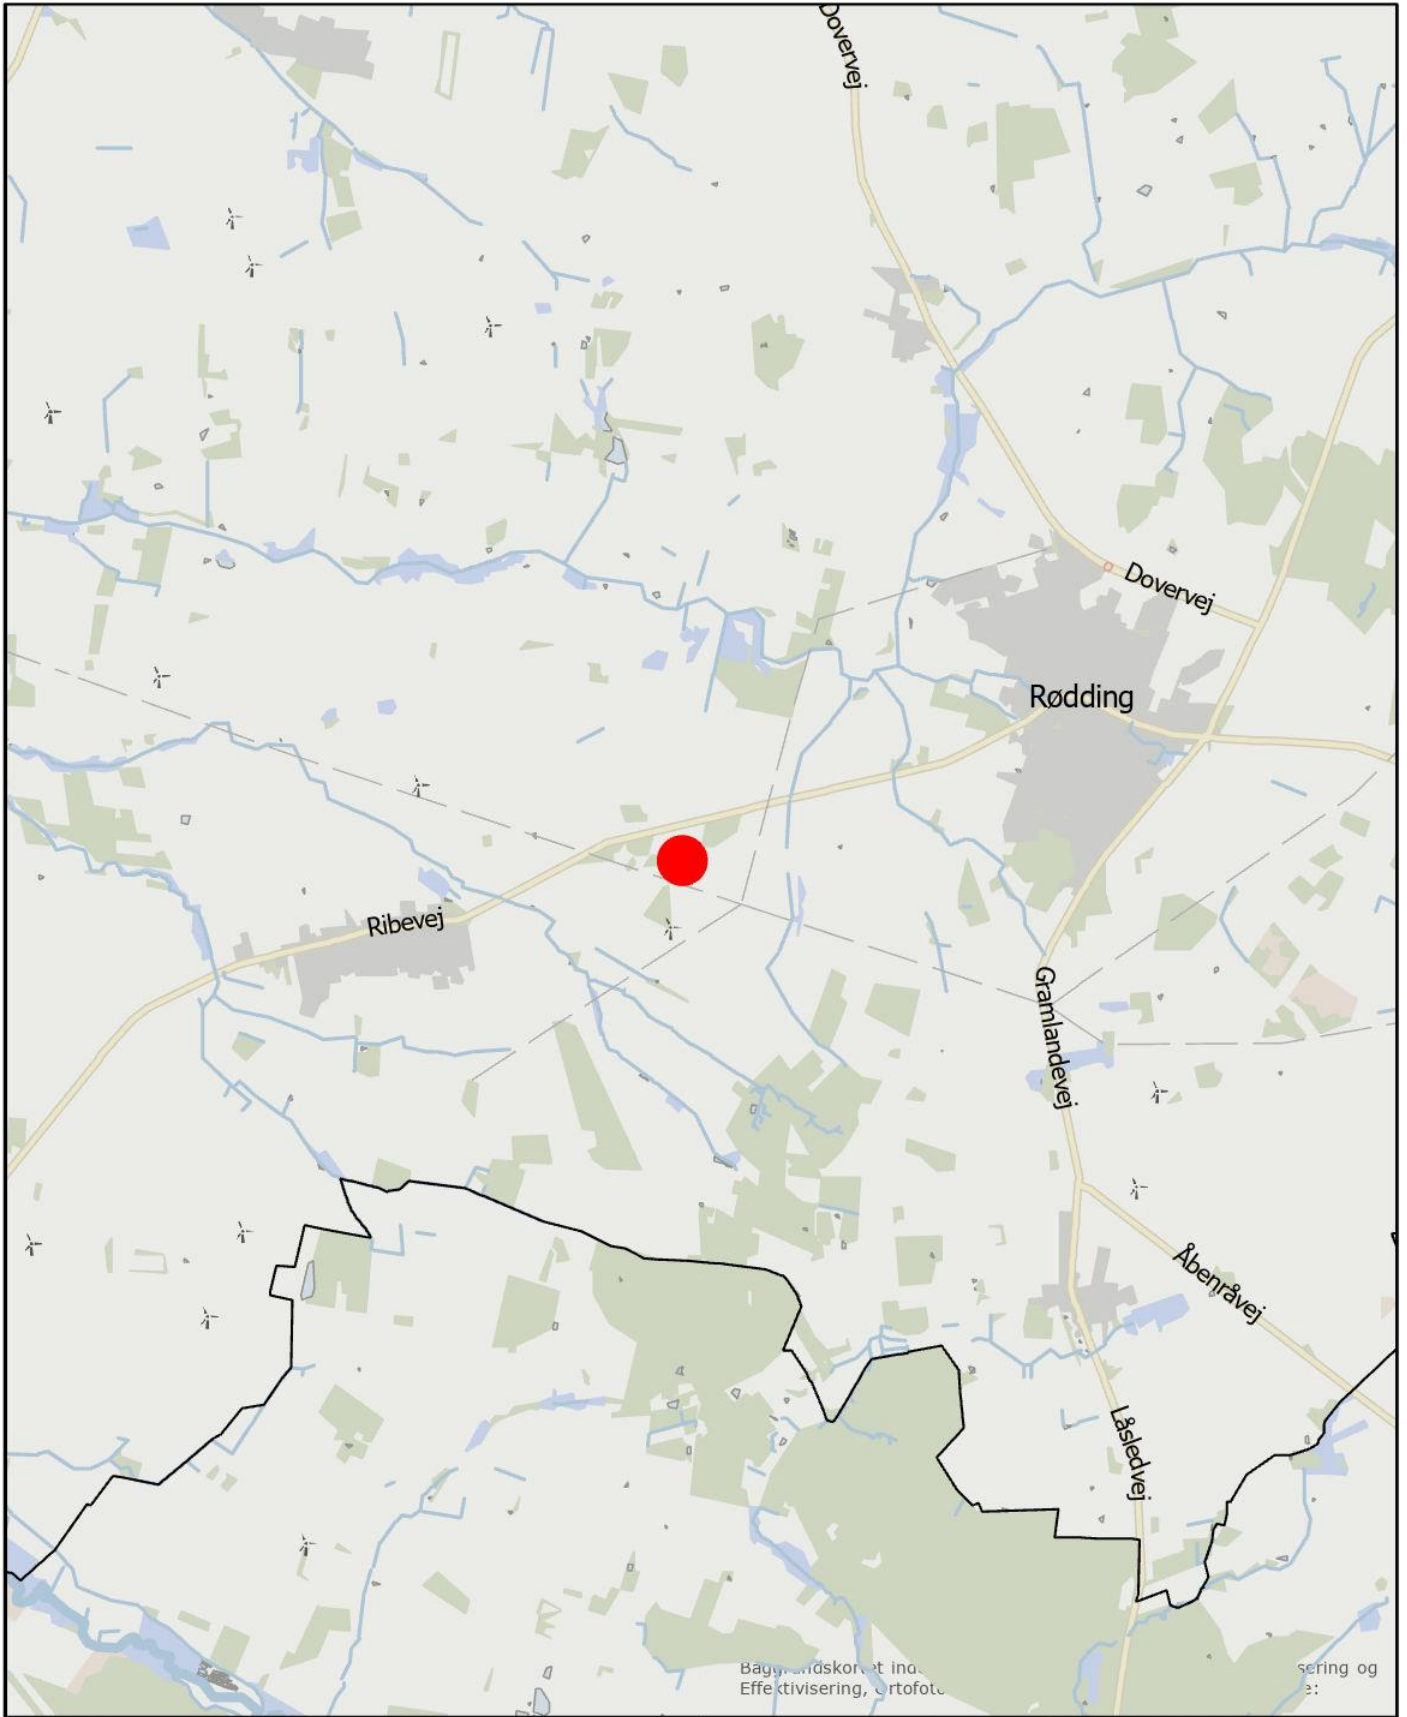 Dovervej
Dovervej
Rødding
Ribevej
Gramlandevej
Åbenråvej
Låsledvej
sering og
Effektivisering,